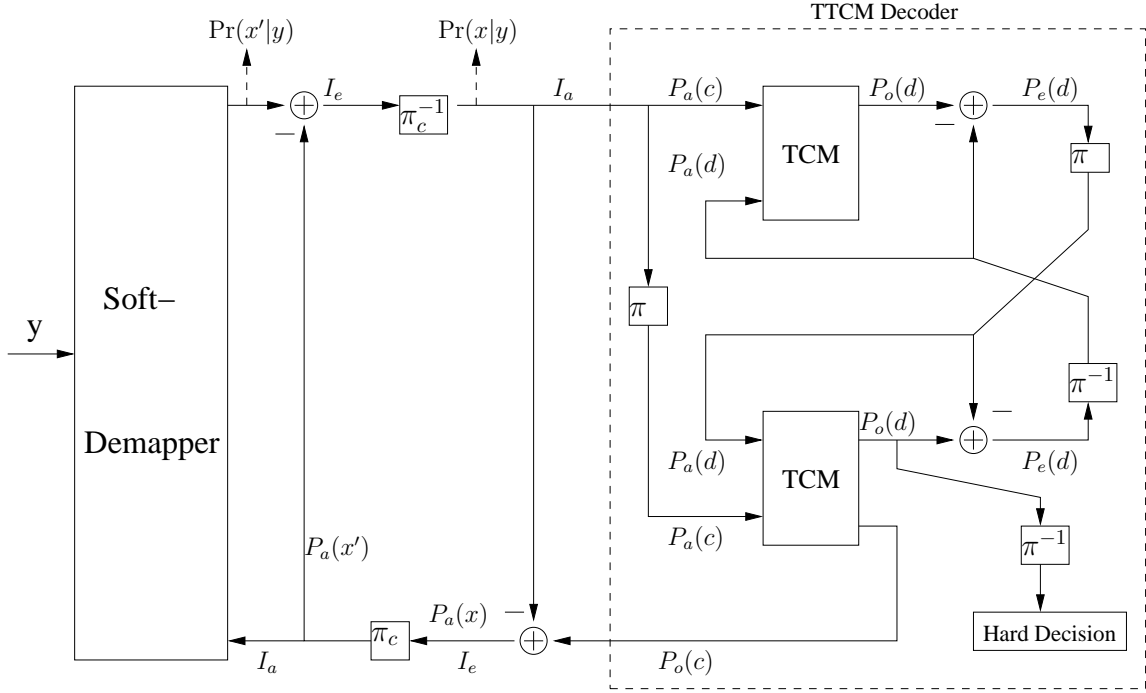 TTCM Decoder
Pr(x′|y)
Pr(x|y)
I_e
I_a
P_a(c)
P_o(d)
P_e(d)
+
−
π_c^{-1}
+
−
π
TCM
P_a(d)
Soft−
Demapper
y
π
π^{-1}
−
P_o(d)
+
P_a(d)
TCM
P_e(d)
P_a(c)
π^{-1}
P_a(x′)
P_a(x)
−
π_c
+
Hard Decision
I_a
I_e
P_o(c)